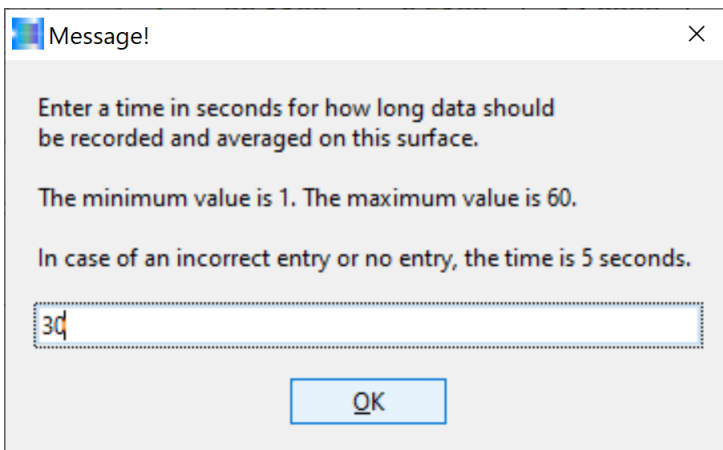 Message!
Enter a time in seconds for how long data should
be recorded and averaged on this surface.
The minimum value is 1. The maximum value is 60.
In case of an incorrect entry or no entry, the time is 5 seconds.
30
OK